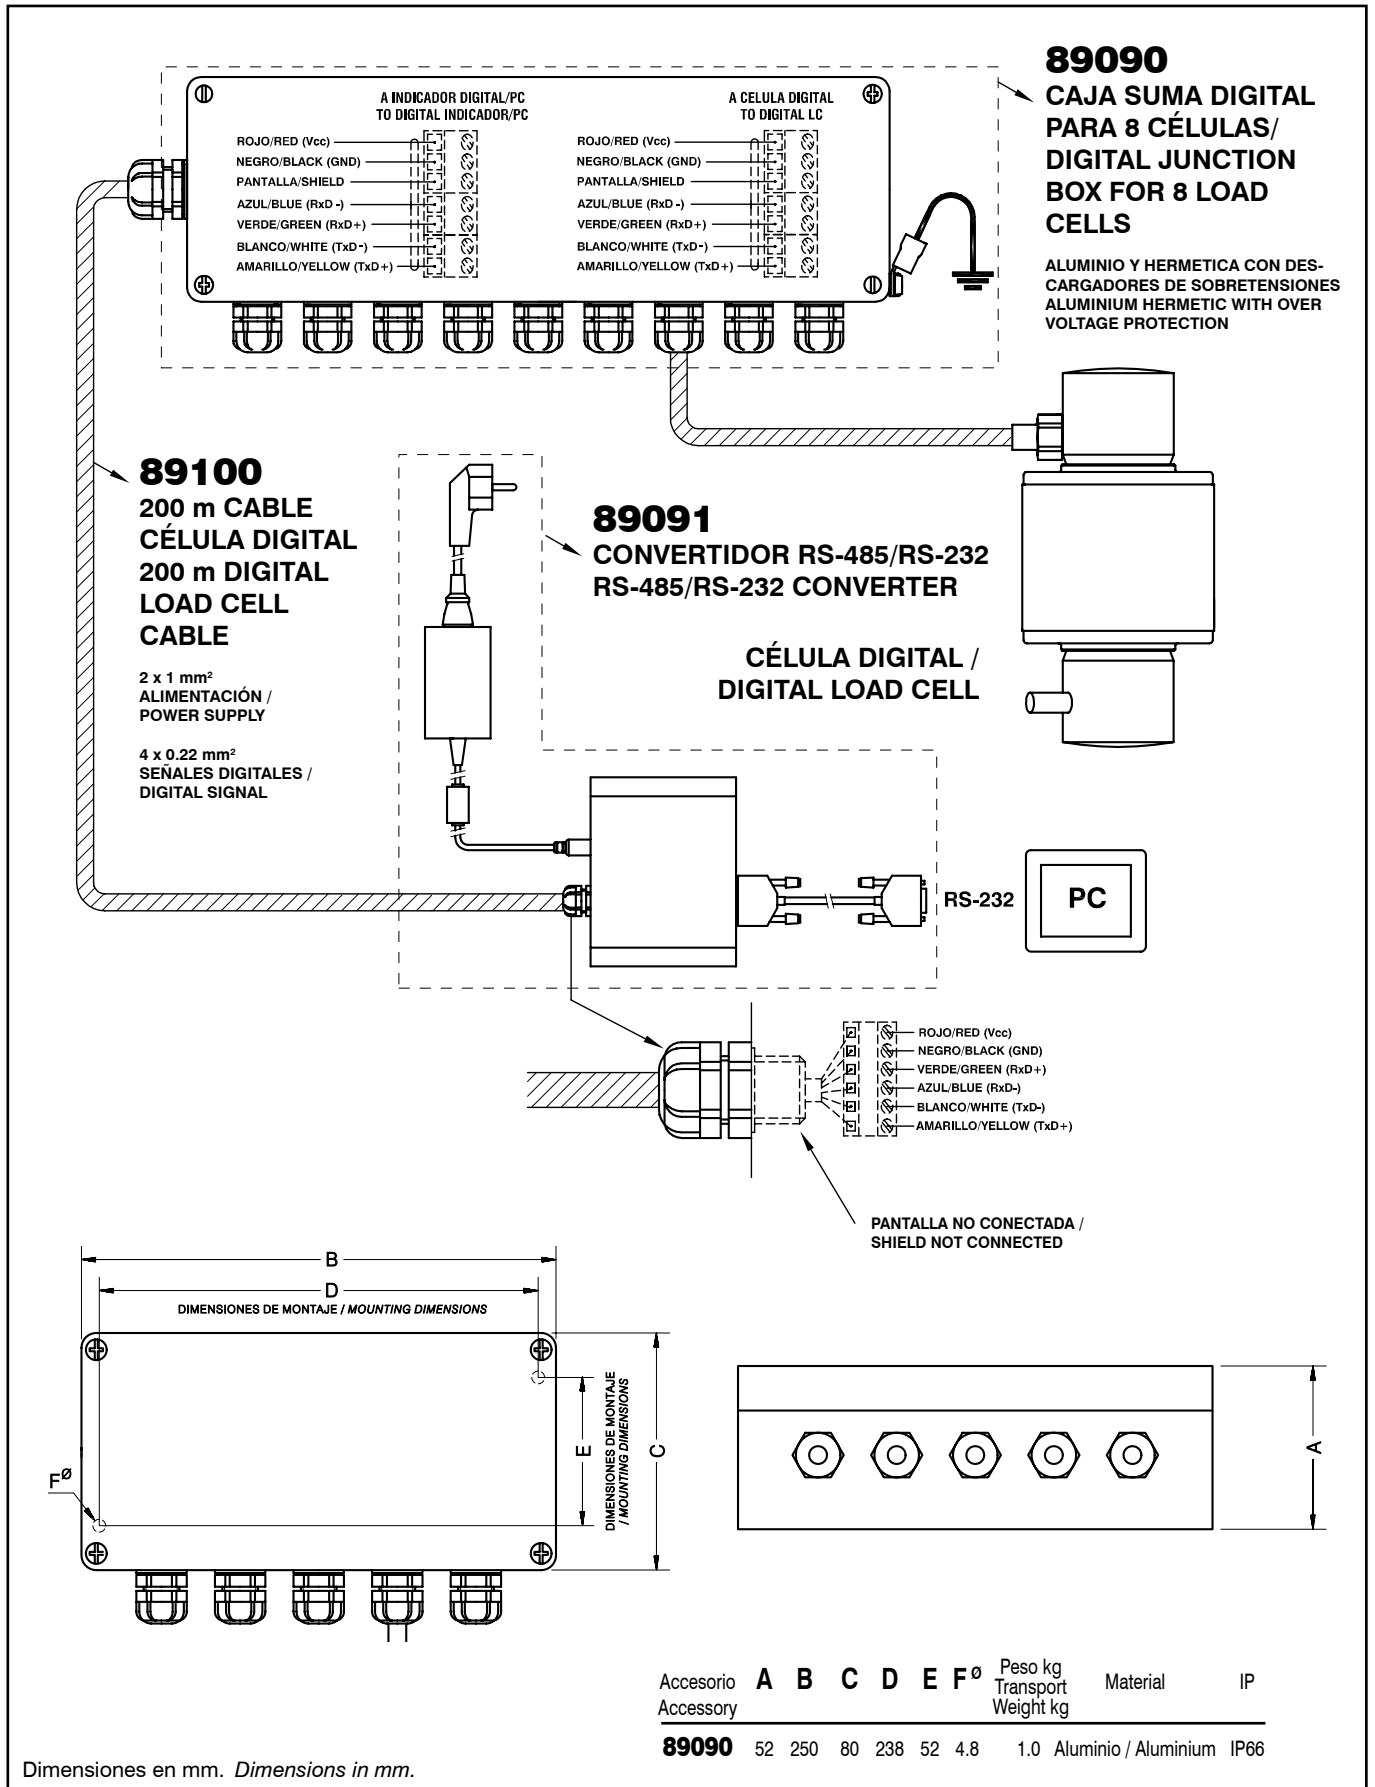 89090
CAJA SUMA DIGITAL
PARA 8 CÉLULAS/
DIGITAL JUNCTION
BOX FOR 8 LOAD
CELLS
ALUMINIO Y HERMETICA CON DES-
CARGADORES DE SOBRETENSIONES
ALUMINIUM HERMETIC WITH OVER
VOLTAGE PROTECTION
A INDICADOR DIGITAL/PC
TO DIGITAL INDICADOR/PC
ROJO/RED (Vcc)
NEGRO/BLACK (GND)
PANTALLA/SHIELD
AZUL/BLUE (RxD -)
VERDE/GREEN (RxD+)
BLANCO/WHITE (TxD-)
AMARILLO/YELLOW (TxD+)
A CELULA DIGITAL
TO DIGITAL LC
ROJO/RED (Vcc)
NEGRO/BLACK (GND)
PANTALLA/SHIELD
AZUL/BLUE (RxD -)
VERDE/GREEN (RxD+)
BLANCO/WHITE (TxD-)
AMARILLO/YELLOW (TxD+)
89100
200 m CABLE
CÉLULA DIGITAL
200 m DIGITAL
LOAD CELL
CABLE
2 x 1 mm²
ALIMENTACIÓN /
POWER SUPPLY
4 x 0.22 mm²
SEÑALES DIGITALES /
DIGITAL SIGNAL
89091
CONVERTIDOR RS-485/RS-232
RS-485/RS-232 CONVERTER
CÉLULA DIGITAL /
DIGITAL LOAD CELL
RS-232
PC
ROJO/RED (Vcc)
NEGRO/BLACK (GND)
VERDE/GREEN (RxD+)
AZUL/BLUE (RxD-)
BLANCO/WHITE (TxD-)
AMARILLO/YELLOW (TxD+)
PANTALLA NO CONECTADA /
SHIELD NOT CONNECTED
B
D
DIMENSIONES DE MONTAJE / MOUNTING DIMENSIONS
E
DIMENSIONES DE MONTAJE
/ MOUNTING DIMENSIONS
C
Fø
A
Accesorio Accessory A B C D E Fø Peso kg Transport Weight kg Material IP
89090 52 250 80 238 52 4.8 1.0 Aluminio / Aluminium IP66
Dimensiones en mm. Dimensions in mm.